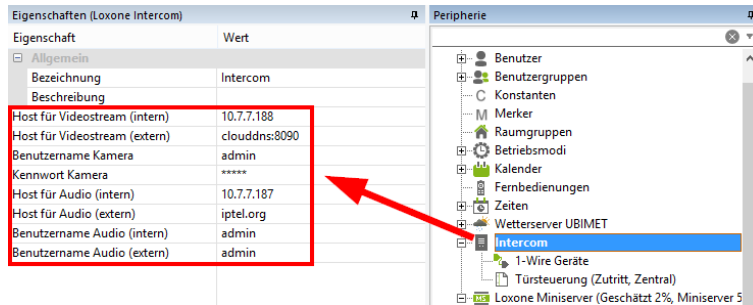 Eigenschaften (Loxone Intercom)
Eigenschaft Wert
Allgemein
Bezeichnung Intercom
Beschreibung
Host für Videostream (intern) 10.7.7.188
Host für Videostream (extern) clouddns:8090
Benutzername Kamera admin
Kennwort Kamera *****
Host für Audio (intern) 10.7.7.187
Host für Audio (extern) iptel.org
Benutzername Audio (intern) admin
Benutzername Audio (extern) admin
Peripherie
Benutzer
Benutzergruppen
C Konstanten
M Merker
Raumgruppen
Betriebsmodi
Kalender
Fernbedienungen
Zeiten
Wetterserver UBIMET
Intercom
1-Wire Geräte
Türsteuerung (Zutritt, Zentral)
MS Loxone Miniserver (Geschätzt 2%, Miniserver 5